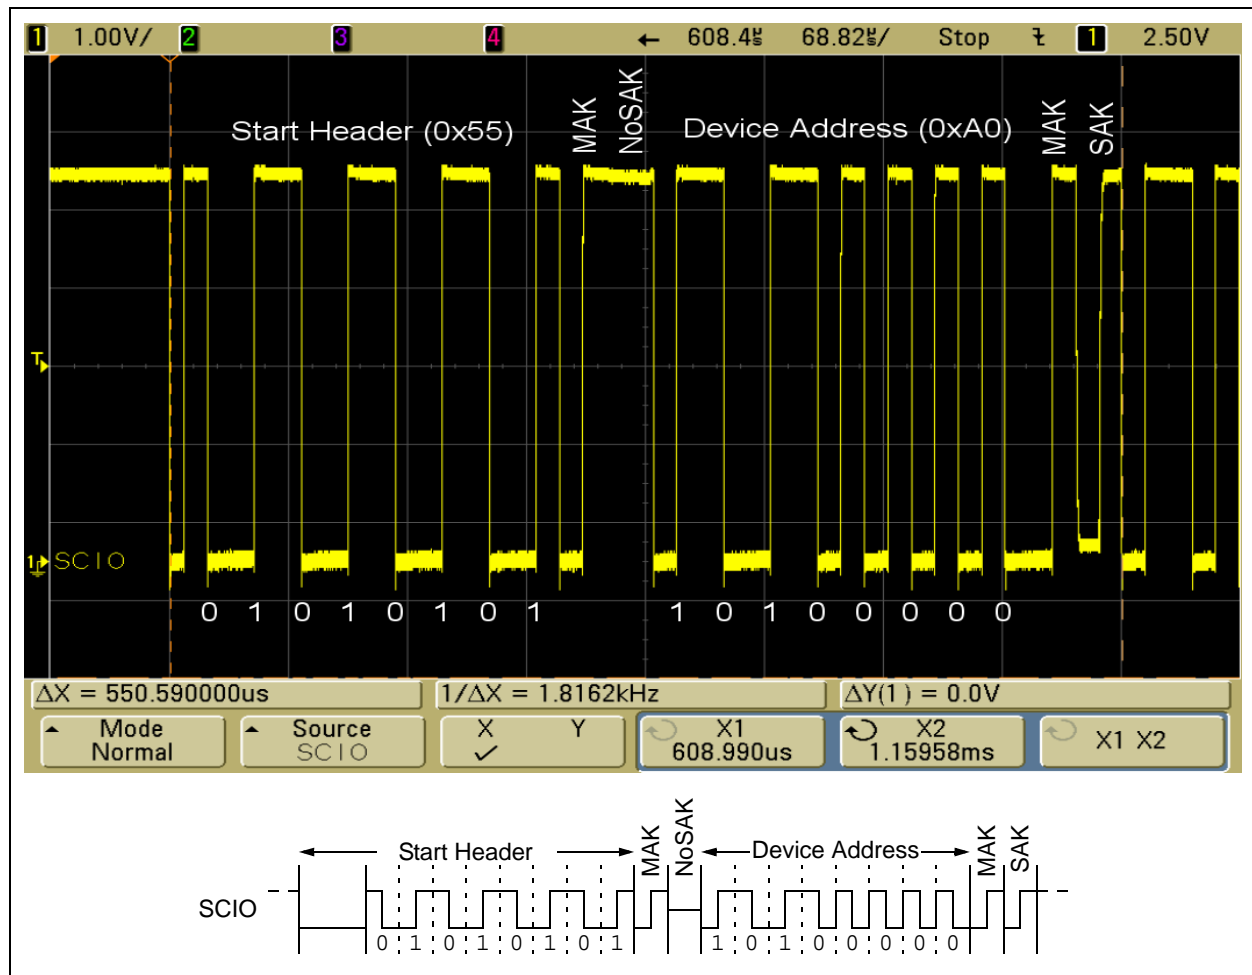 1 1.00V/ 2 3 4 ← 608.4µs 68.82µs/ Stop 1 2.50V
Start Header (0x55) MAK NoSAK Device Address (0xA0) MAK SAK
T
1 SCIO
0 1 0 1 0 1 0 1 1 0 1 0 0 0 0 0
ΔX = 550.590000us 1/ΔX = 1.8162kHz ΔY(1) = 0.0V
Mode Source X Y X1 X2 X1 X2
Normal SCIO ✓ 608.990us 1.15958ms
Start Header MAK NoSAK Device Address MAK SAK
SCIO
0 1 0 1 0 1 0 1 1 0 1 0 0 0 0 0